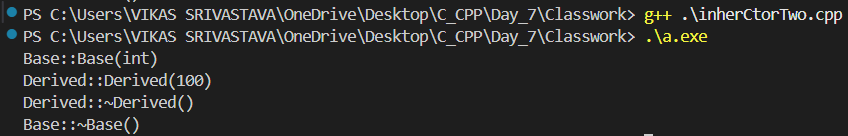 PS C:\Users\VIKAS SRIVASTAVA\OneDrive\Desktop\C_CPP\Day_7\Classwork> g++ .\inherCtorTwo.cpp
PS C:\Users\VIKAS SRIVASTAVA\OneDrive\Desktop\C_CPP\Day_7\Classwork> .\a.exe
Base::Base(int)
Derived::Derived(100)
Derived::~Derived()
Base::~Base()